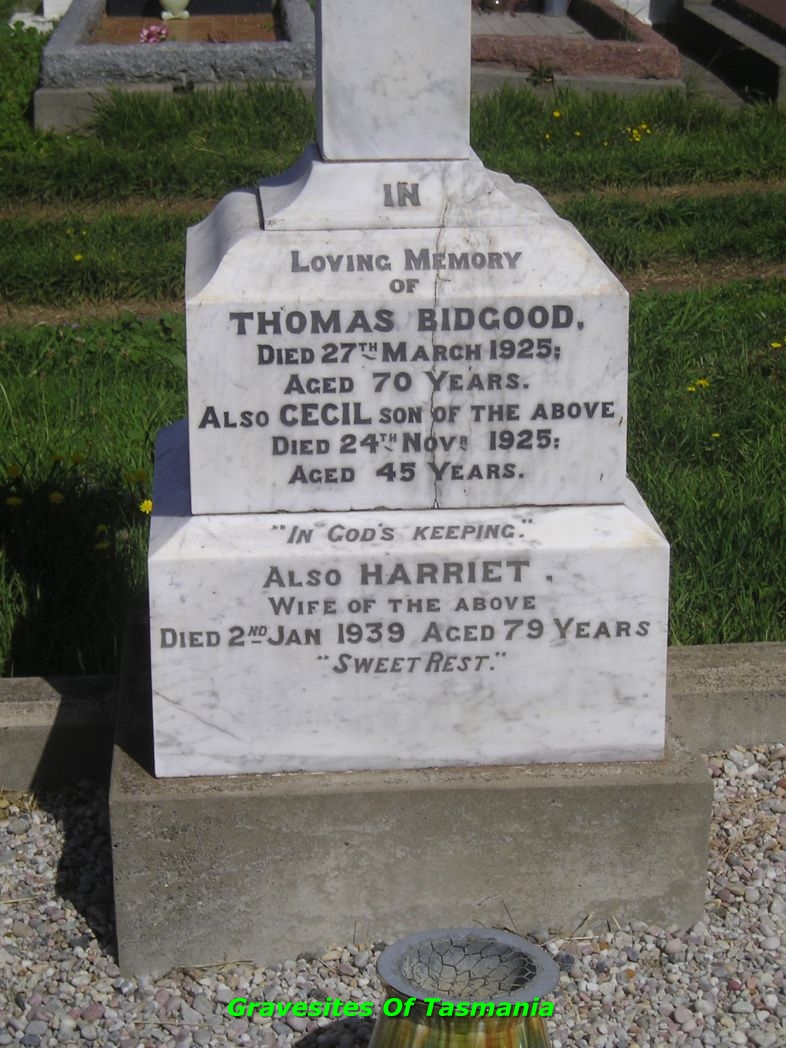 IN
LOVING MEMORY
OF
THOMAS BIDGOOD.
DIED 27TH MARCH 1925;
AGED 70 YEARS.
ALSO CECIL SON OF THE ABOVE
DIED 24TH NOVR 1925;
AGED 45 YEARS.
"IN GOD'S KEEPING."
ALSO HARRIET.
WIFE OF THE ABOVE
DIED 2ND JAN 1939 AGED 79 YEARS
"SWEET REST."
Gravesites Of Tasmania